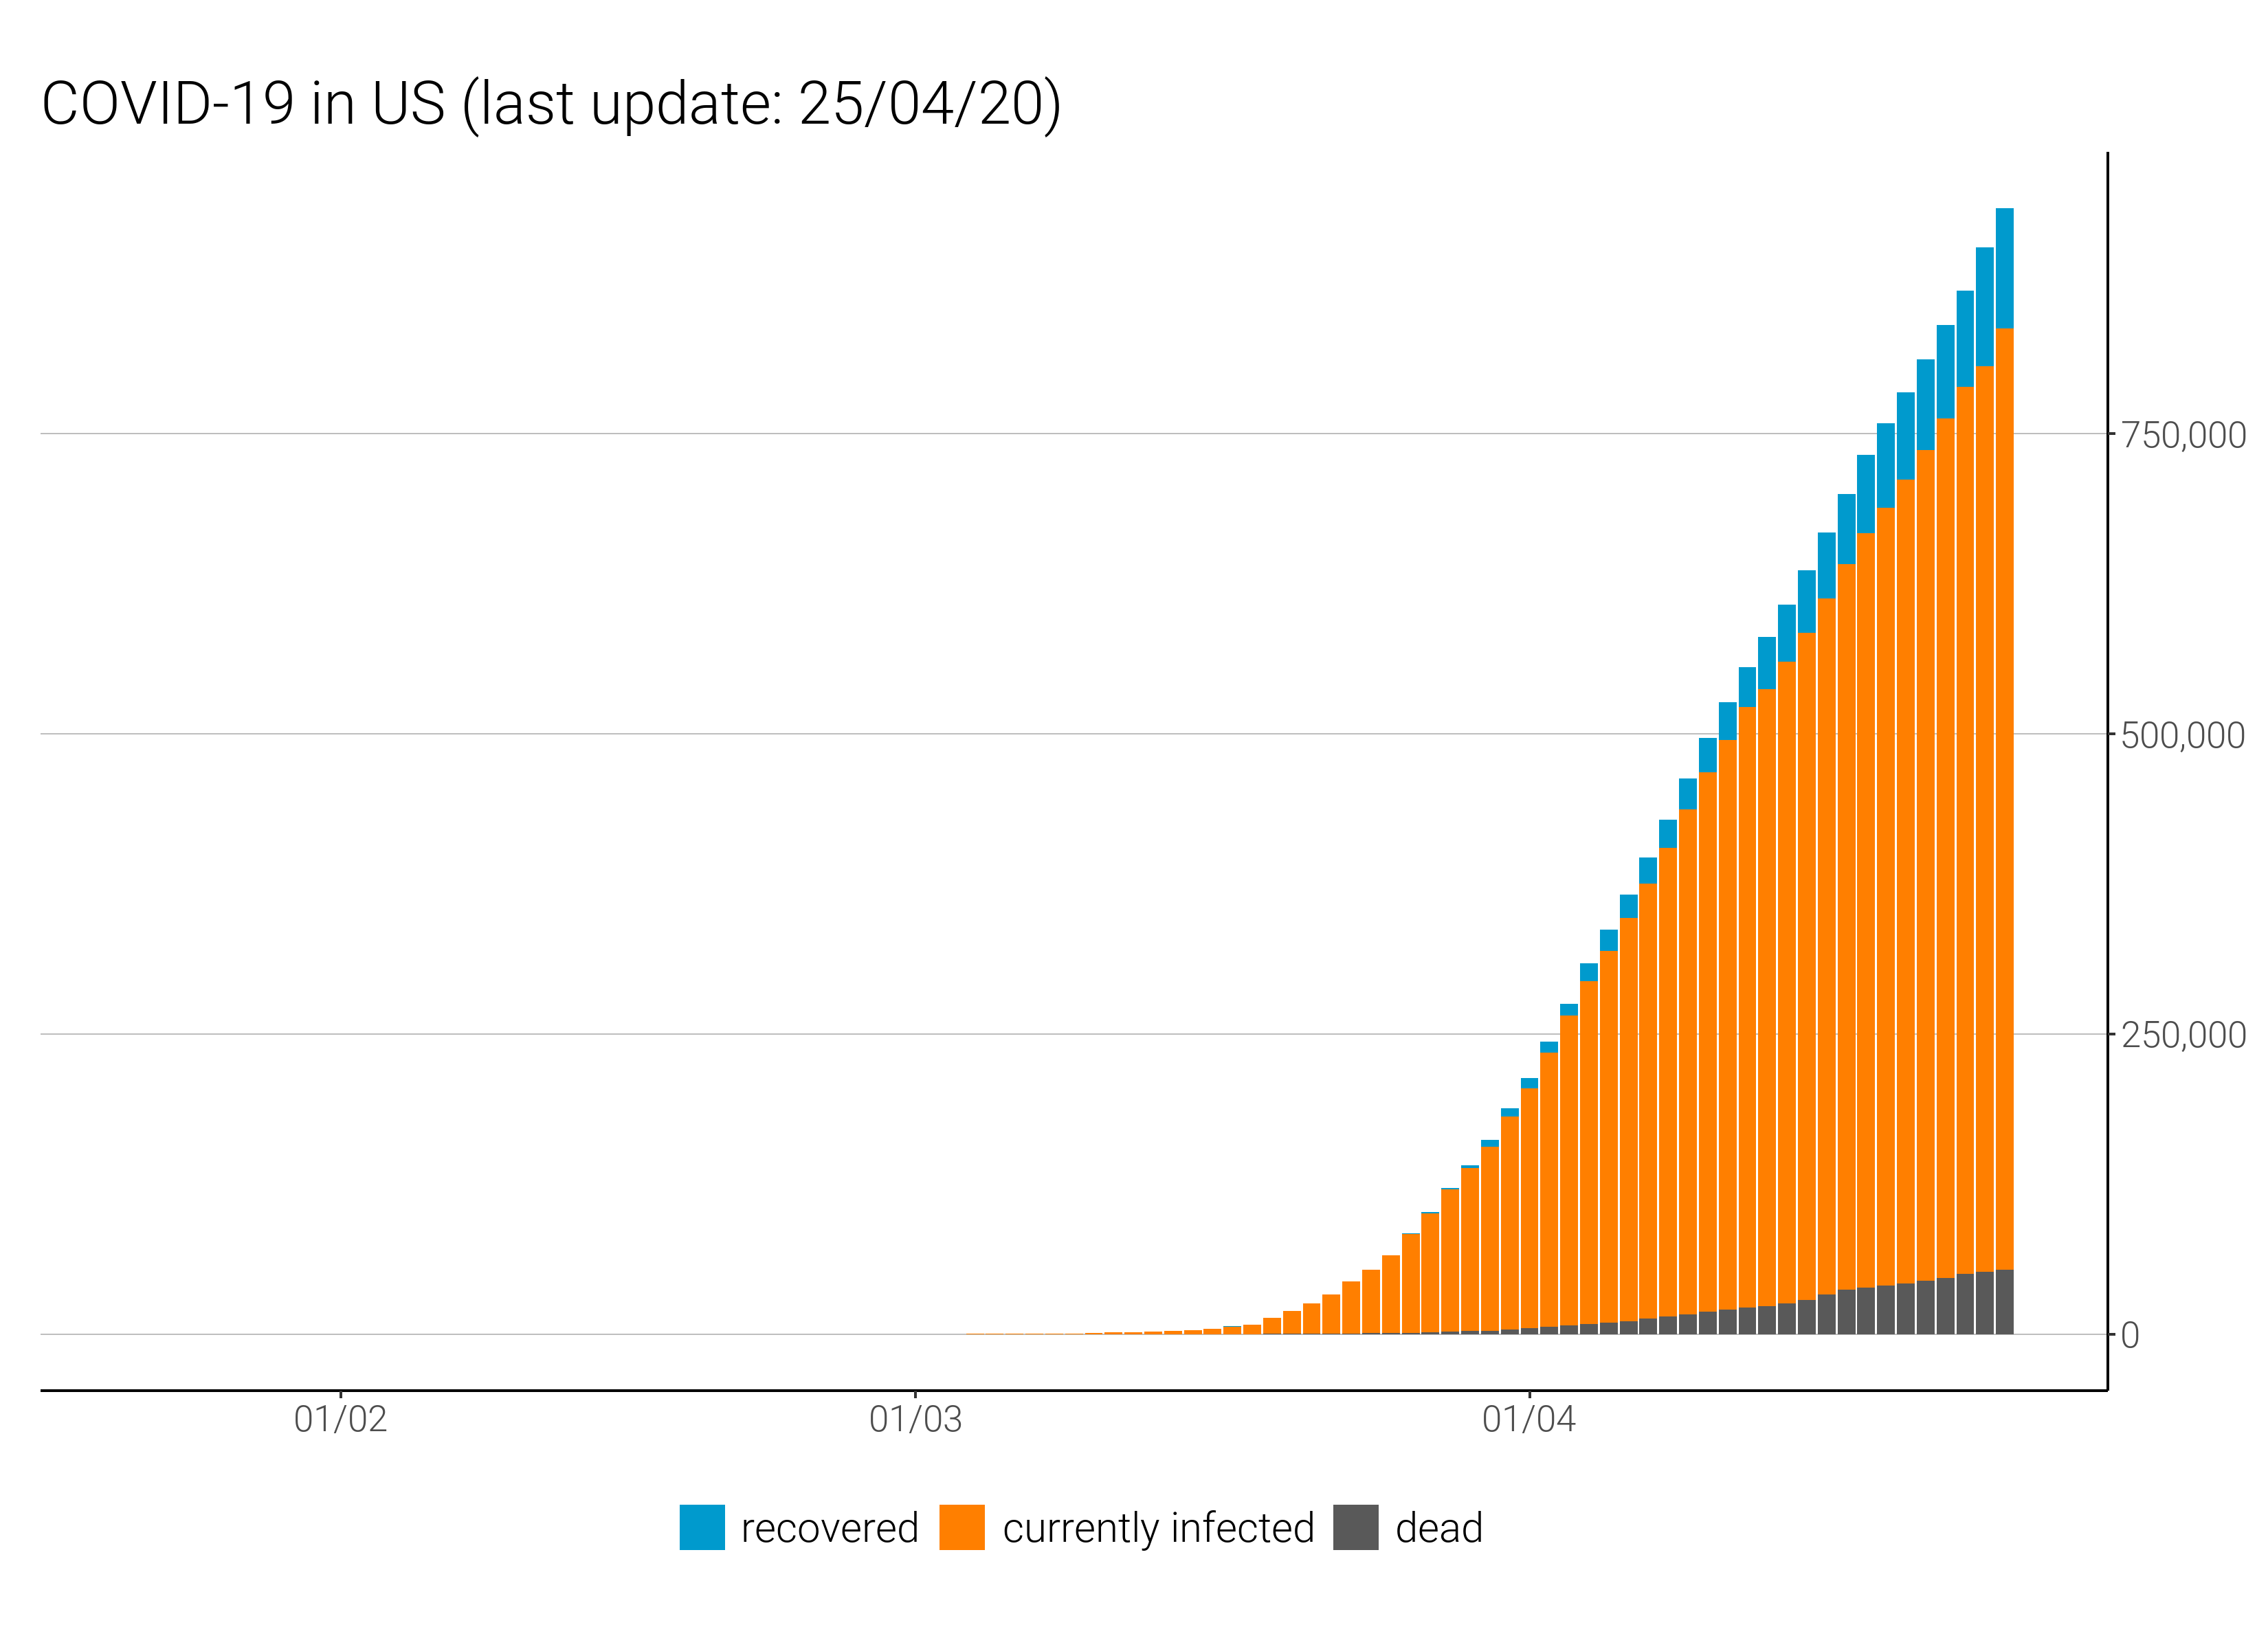 COVID-19 in US (last update: 25/04/20)
750,000
500,000
250,000
0
01/02 01/03 01/04
recovered currently infected dead